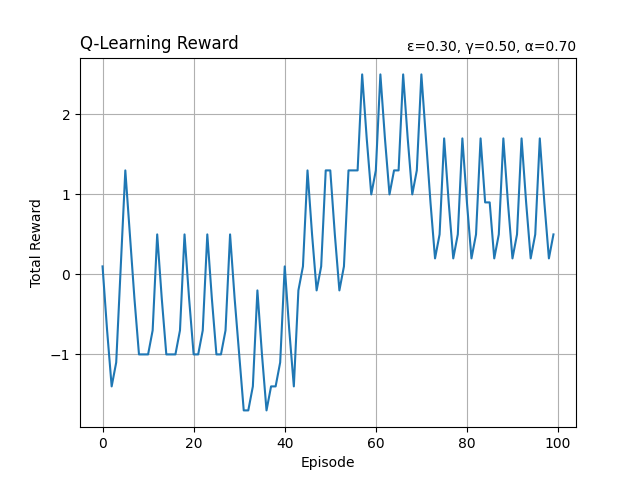 Q-Learning Reward
ε=0.30, γ=0.50, α=0.70
Total Reward
2
1
0
−1
0
20
40
60
80
100
Episode